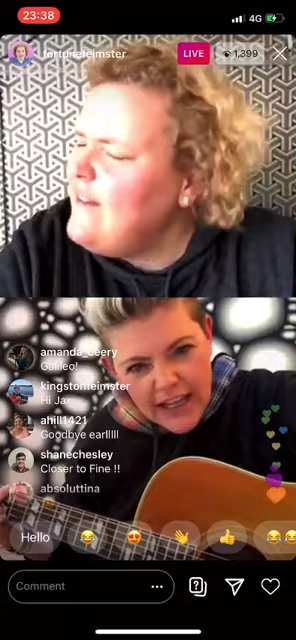 23:38
4G
fortunefeimster
LIVE
1,399
amanda_deery
Galileo!
kingstonfeimster
Hi Jax
ahill1421
Goodbye earlllll
shanechesley
Closer to Fine !!
absoluttina
Hello
Comment